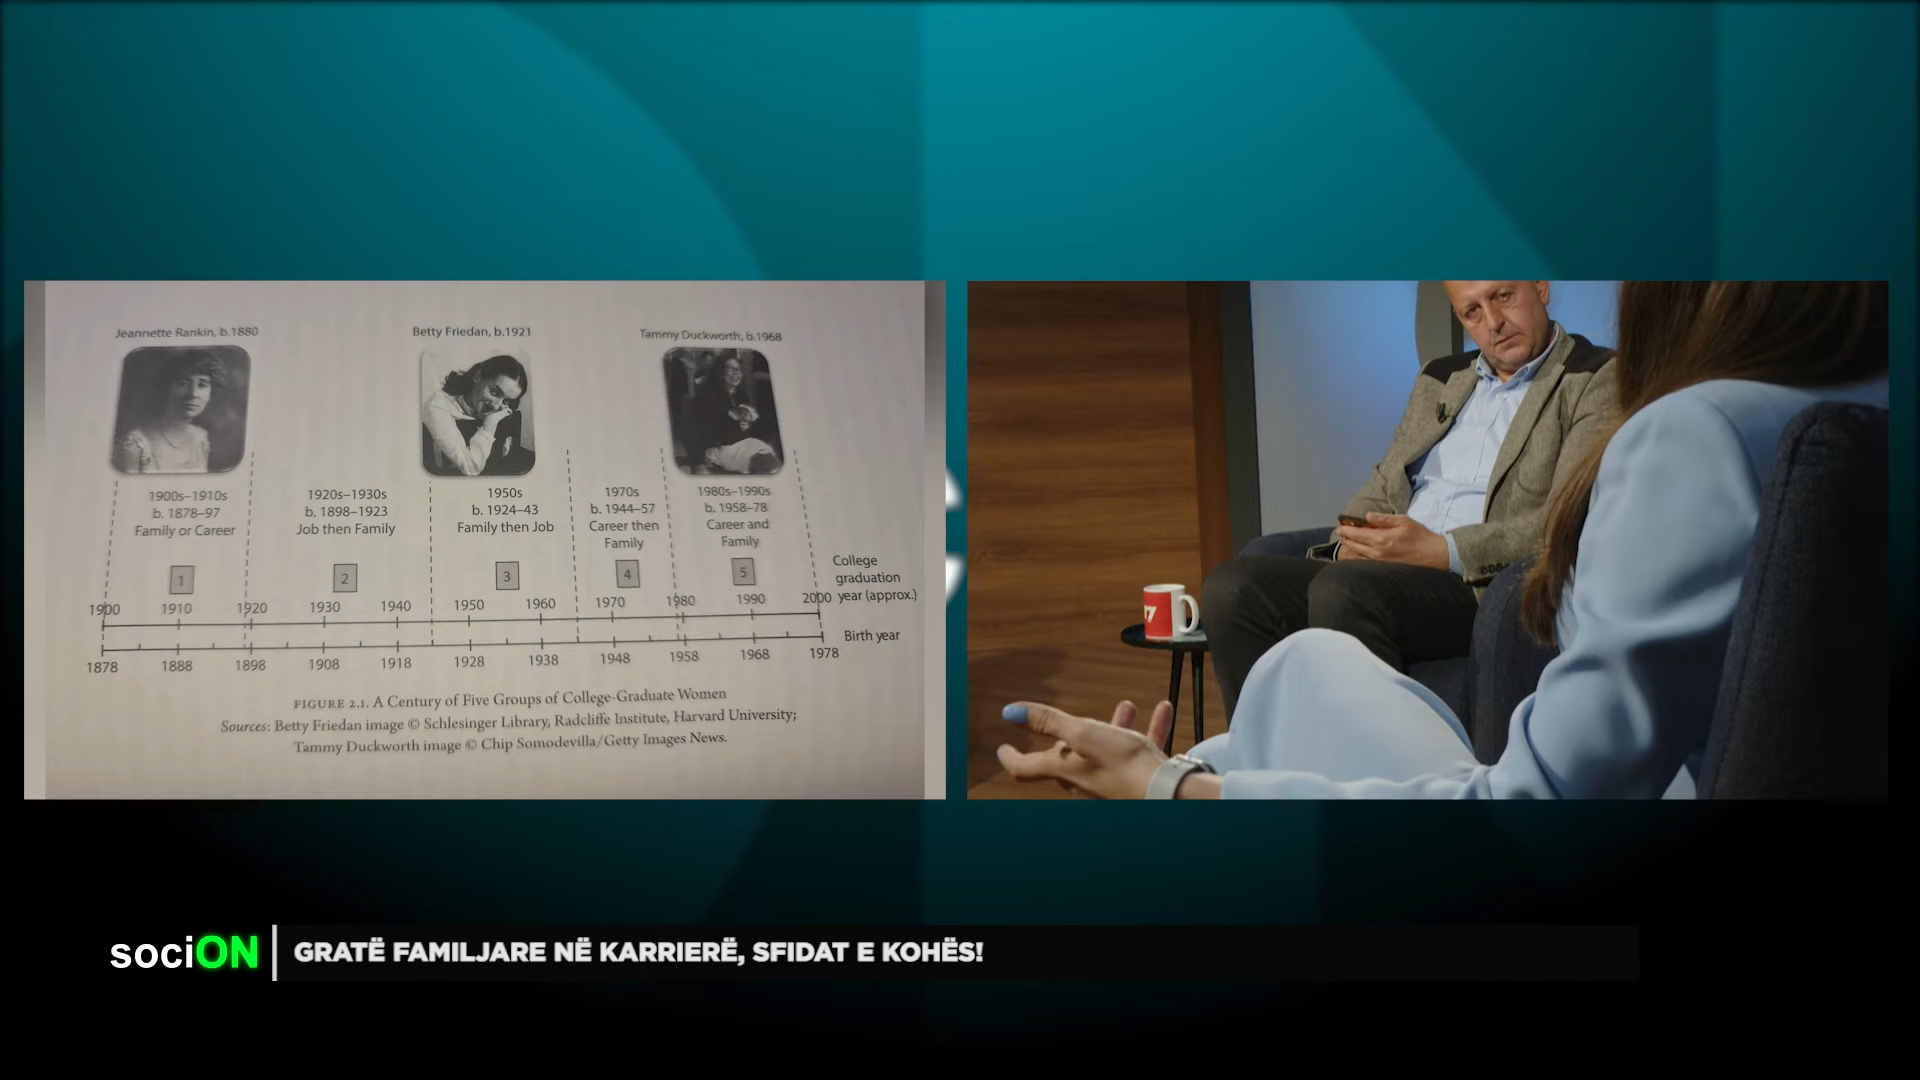 Jeannette Rankin, b.1880
Betty Friedan, b.1921
Tammy Duckworth, b.1968
1900s–1910s
b. 1878–97
Family or Career
1920s–1930s
b. 1898–1923
Job then Family
1950s
b. 1924–43
Family then Job
1970s
b. 1944–57
Career then
Family
1980s–1990s
b. 1958–78
Career and
Family
1
2
3
4
5
College
graduation
year (approx.)
1900 1910 1920 1930 1940 1950 1960 1970 1980 1990 2000
Birth year
1878 1888 1898 1908 1918 1928 1938 1948 1958 1968 1978
FIGURE 2.1. A Century of Five Groups of College-Graduate Women
Sources: Betty Friedan image © Schlesinger Library, Radcliffe Institute, Harvard University;
Tammy Duckworth image © Chip Somodevilla/Getty Images News.
7
sociON
GRATË FAMILJARE NË KARRIERË, SFIDAT E KOHËS!